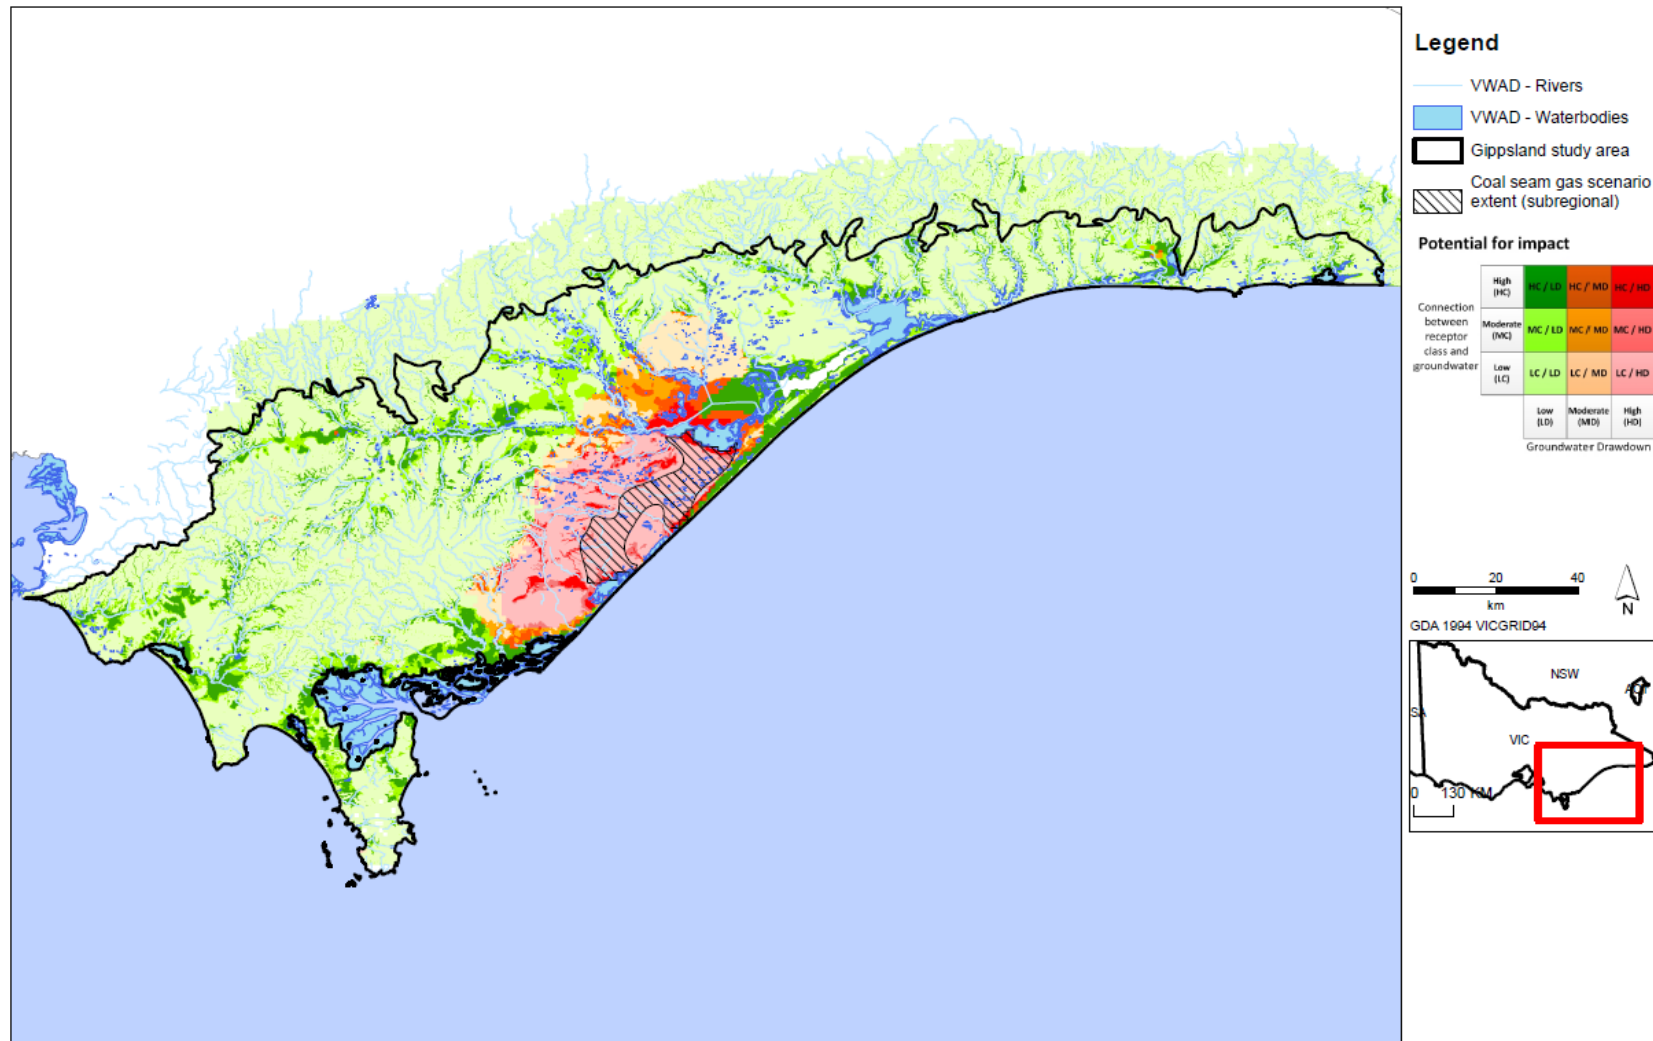 Legend
VWAD - Rivers
VWAD - Waterbodies
Gippsland study area
Coal seam gas scenario
extent (subregional)
Potential for impact
Connection
between
receptor
class and
groundwater
High
(HC)
HC / LD
HC / MD
HC / HD
Moderate
(MC)
MC / LD
MC / MD
MC / HD
Low
(LC)
LC / LD
LC / MD
LC / HD
Low
(LD)
Moderate
(MD)
High
(HD)
Groundwater Drawdown
0 20 40
km
N
GDA 1994 VICGRID94
NSW
ACT
SA
VIC
0 130 KM